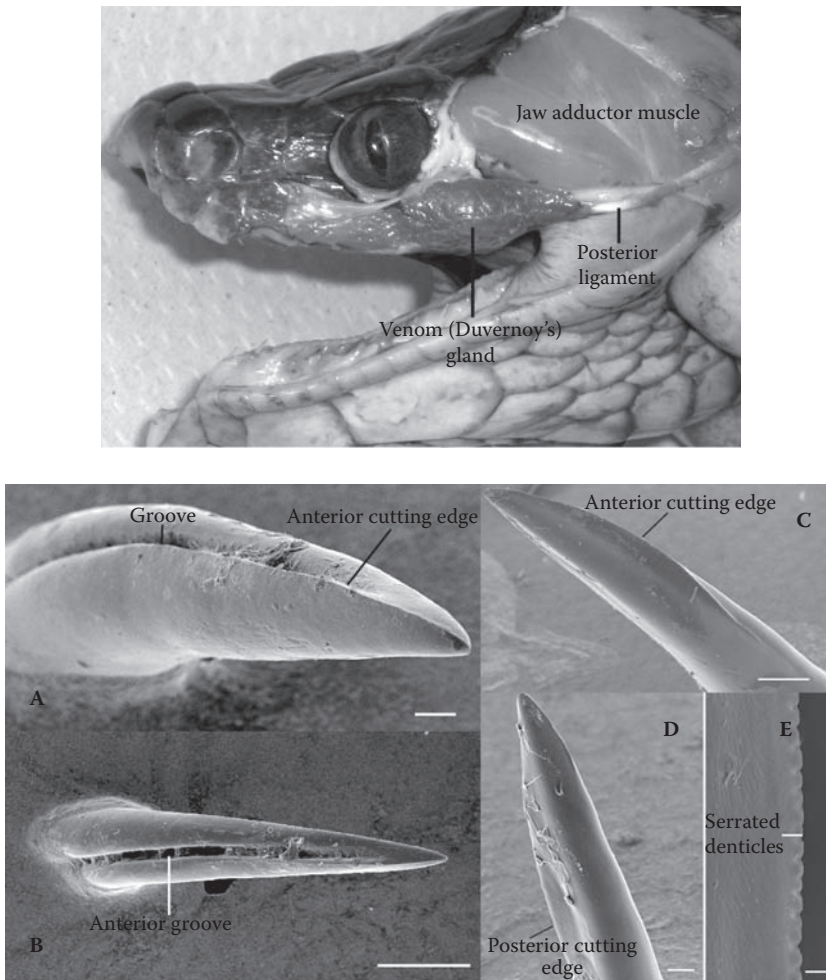 Jaw adductor muscle
Posterior
ligament
Venom (Duvernoy's)
gland
Groove
Anterior cutting edge
A
Anterior cutting edge
C
Anterior groove
B
D
Posterior cutting
edge
E
Serrated
denticles